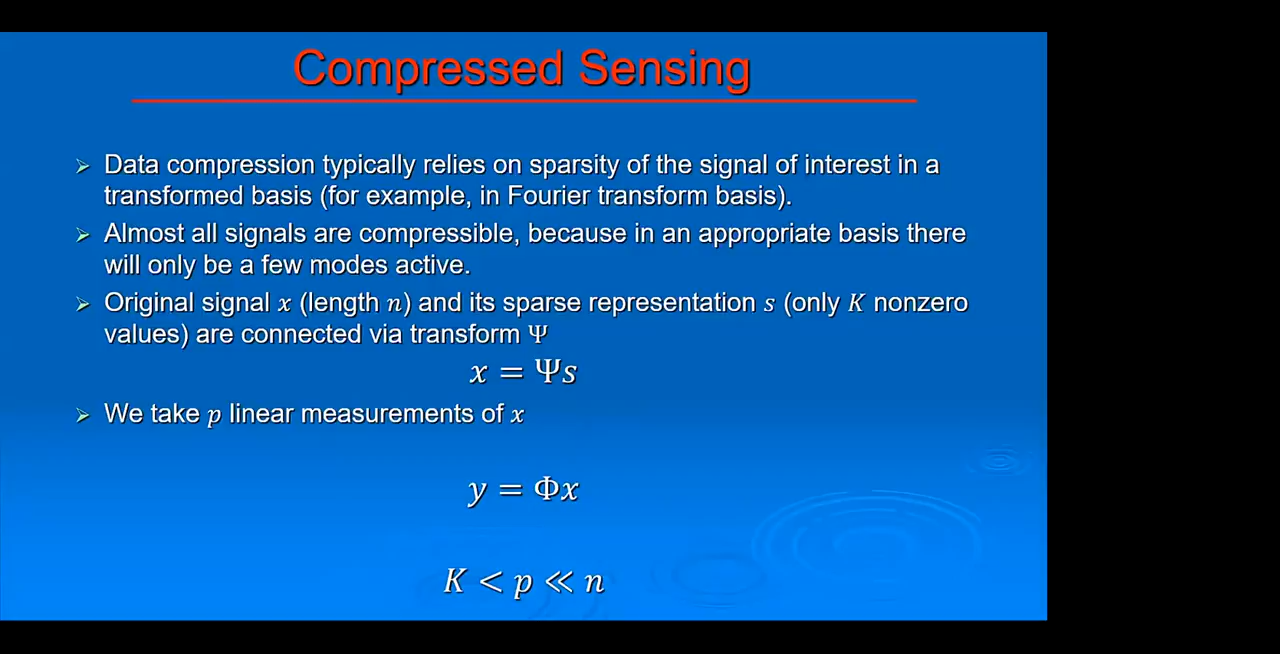 Compressed Sensing
➢ Data compression typically relies on sparsity of the signal of interest in a
transformed basis (for example, in Fourier transform basis).
➢ Almost all signals are compressible, because in an appropriate basis there
will only be a few modes active.
➢ Original signal x (length n) and its sparse representation s (only K nonzero
values) are connected via transform Ψ
x = Ψs
➢ We take p linear measurements of x
y = Φx
K < p ≪ n